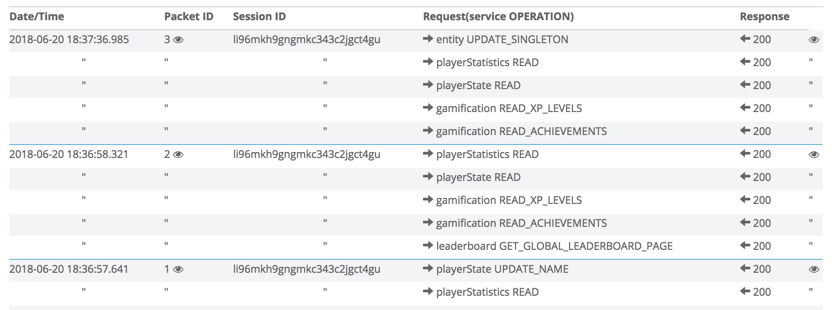 Date/Time Packet ID Session ID Request(service OPERATION) Response
2018-06-20 18:37:36.985 3 li96mkh9gngmkc343c2jgct4gu → entity UPDATE_SINGLETON ← 200
" " " → playerStatistics READ ← 200 "
" " " → playerState READ ← 200 "
" " " → gamification READ_XP_LEVELS ← 200 "
" " " → gamification READ_ACHIEVEMENTS ← 200 "
2018-06-20 18:36:58.321 2 li96mkh9gngmkc343c2jgct4gu → playerStatistics READ ← 200
" " " → playerState READ ← 200 "
" " " → gamification READ_XP_LEVELS ← 200 "
" " " → gamification READ_ACHIEVEMENTS ← 200 "
" " " → leaderboard GET_GLOBAL_LEADERBOARD_PAGE ← 200 "
2018-06-20 18:36:57.641 1 li96mkh9gngmkc343c2jgct4gu → playerState UPDATE_NAME ← 200
" " " → playerStatistics READ ← 200 "